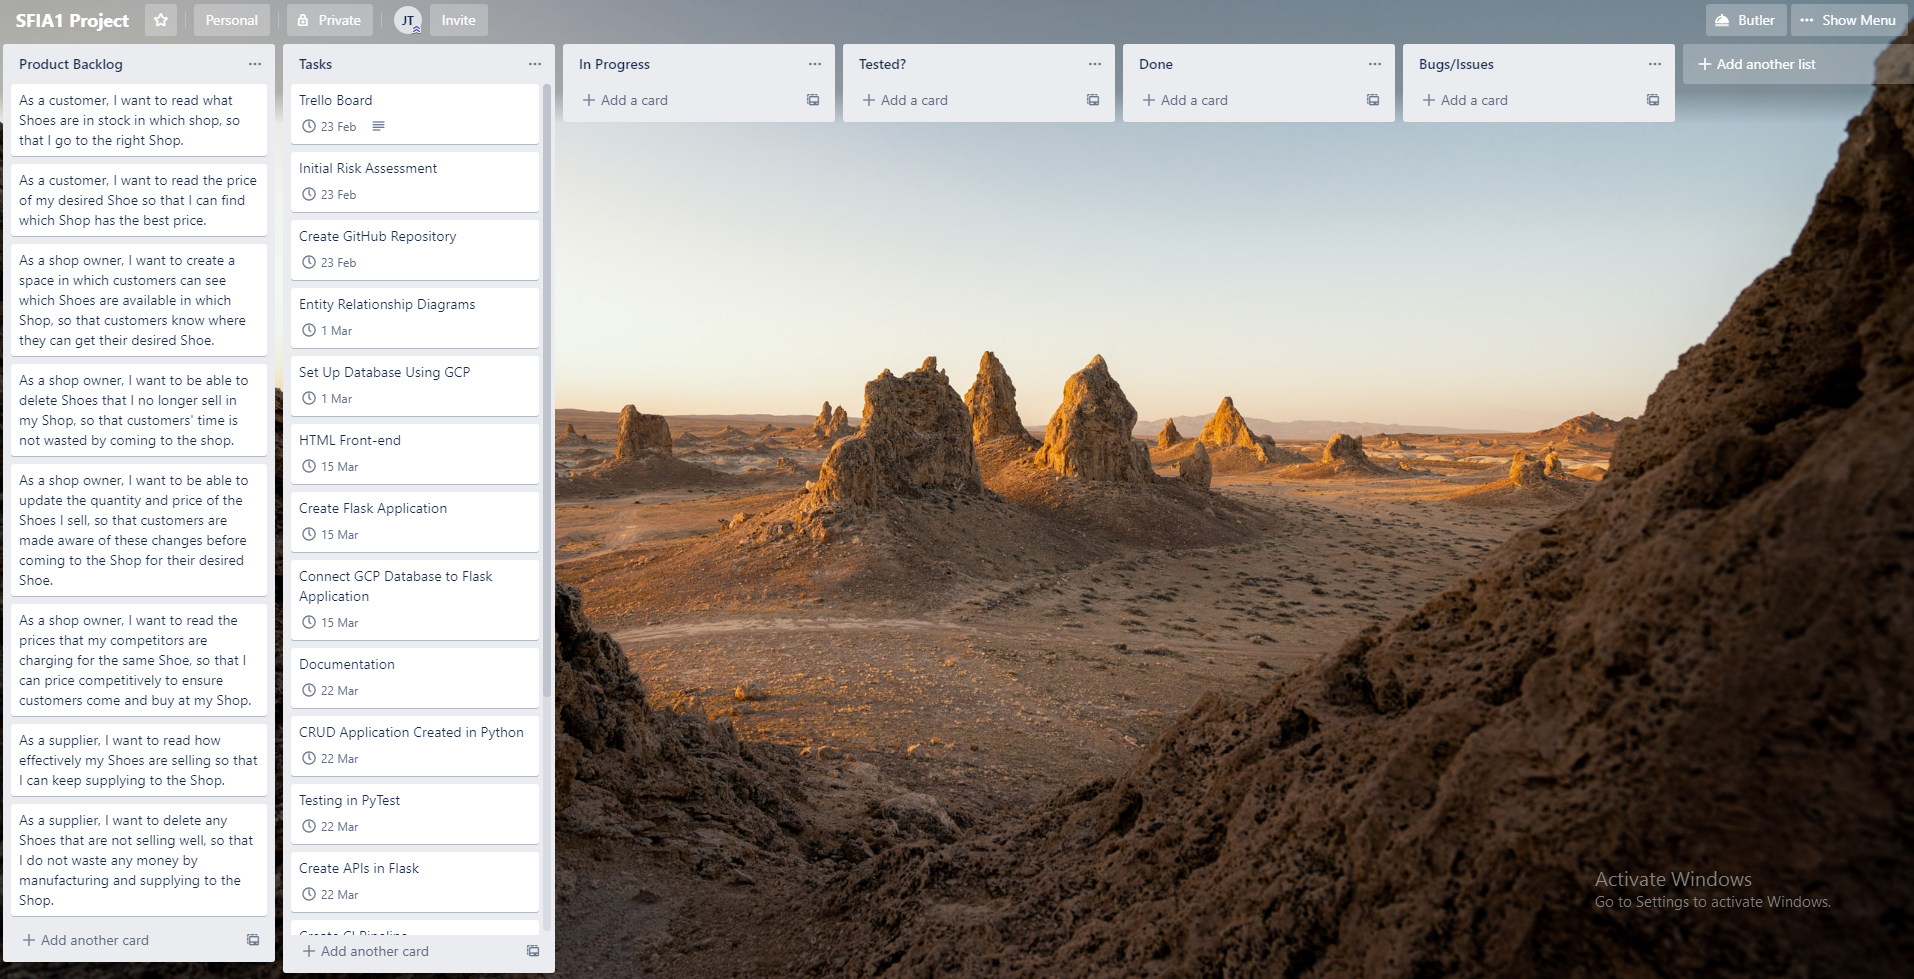 SFIA1 Project
Personal
Private
JT
Invite
Butler
Show Menu
Product Backlog
As a customer, I want to read what
Shoes are in stock in which shop, so
that I go to the right Shop.
As a customer, I want to read the price
of my desired Shoe so that I can find
which Shop has the best price.
As a shop owner, I want to create a
space in which customers can see
which Shoes are available in which
Shop, so that customers know where
they can get their desired Shoe.
As a shop owner, I want to be able to
delete Shoes that I no longer sell in
my Shop, so that customers' time is
not wasted by coming to the shop.
As a shop owner, I want to be able to
update the quantity and price of the
Shoes I sell, so that customers are
made aware of these changes before
coming to the Shop for their desired
Shoe.
As a shop owner, I want to read the
prices that my competitors are
charging for the same Shoe, so that I
can price competitively to ensure
customers come and buy at my Shop.
As a supplier, I want to read how
effectively my Shoes are selling so that
I can keep supplying to the Shop.
As a supplier, I want to delete any
Shoes that are not selling well, so that
I do not waste any money by
manufacturing and supplying to the
Shop.
+ Add another card
Tasks
Trello Board
23 Feb
Initial Risk Assessment
23 Feb
Create GitHub Repository
23 Feb
Entity Relationship Diagrams
1 Mar
Set Up Database Using GCP
1 Mar
HTML Front-end
15 Mar
Create Flask Application
15 Mar
Connect GCP Database to Flask
Application
15 Mar
Documentation
22 Mar
CRUD Application Created in Python
22 Mar
Testing in PyTest
22 Mar
Create APIs in Flask
22 Mar
Create CI Pipeline
+ Add another card
In Progress
+ Add a card
Tested?
+ Add a card
Done
+ Add a card
Bugs/Issues
+ Add a card
+ Add another list
Activate Windows
Go to Settings to activate Windows.